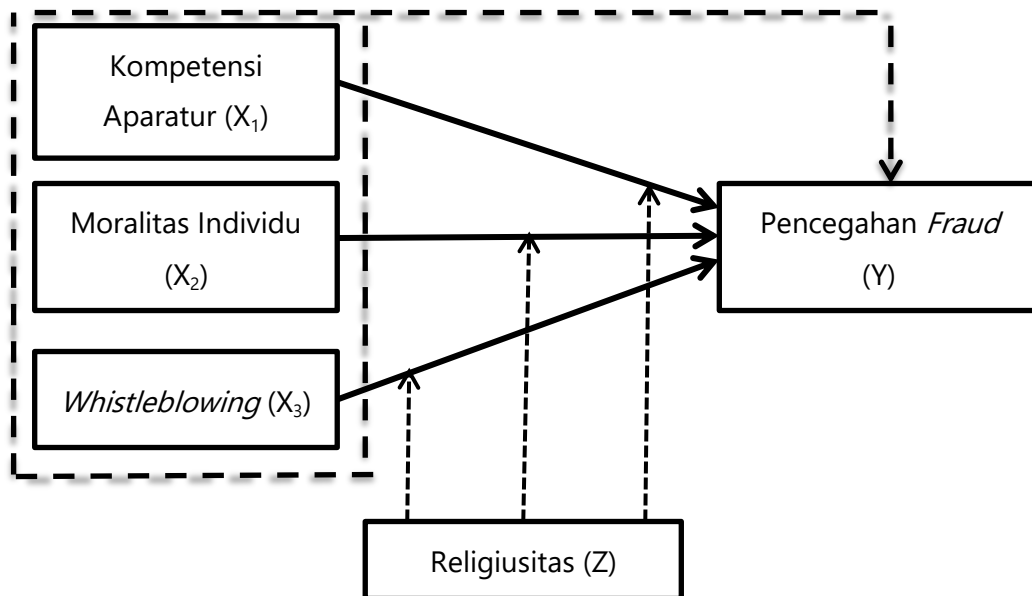 Kompetensi
Aparatur (X₁)
Moralitas Individu
(X₂)
Whistleblowing (X₃)
Pencegahan Fraud
(Y)
Religiusitas (Z)